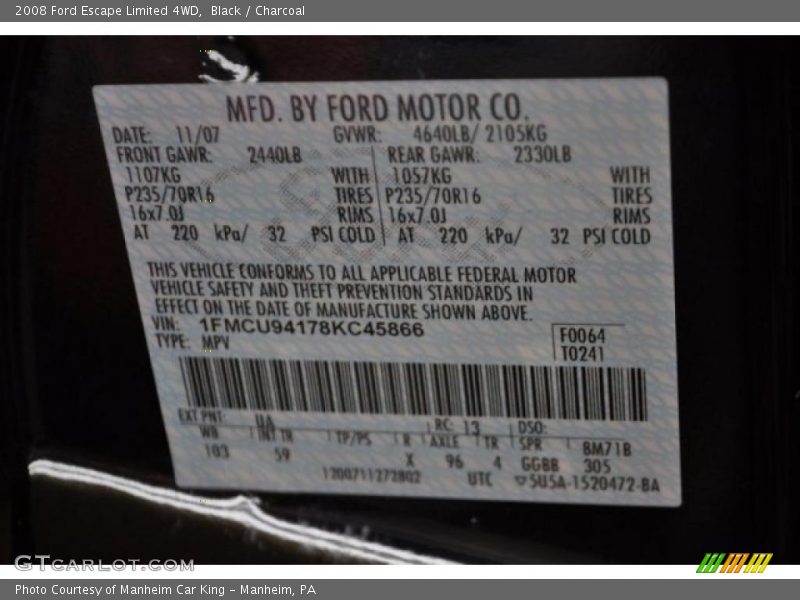 2008 Ford Escape Limited 4WD, Black / Charcoal
MFD. BY FORD MOTOR CO.
DATE: 11/07 GVWR: 4640LB/ 2105KG
FRONT GAWR: 2440LB REAR GAWR: 2330LB
1107KG WITH 1057KG WITH
P235/70R16 TIRES P235/70R16 TIRES
16x7.0J RIMS 16x7.0J RIMS
AT 220 kPa/ 32 PSI COLD AT 220 kPa/ 32 PSI COLD
THIS VEHICLE CONFORMS TO ALL APPLICABLE FEDERAL MOTOR
VEHICLE SAFETY AND THEFT PREVENTION STANDARDS IN
EFFECT ON THE DATE OF MANUFACTURE SHOWN ABOVE.
VIN: 1FMCU94178KC45866
TYPE: MPV
F0064
T0241
EXT PNT: UA RC: 13 DSO:
WB INT TR TP/PS R AXLE TR SPR 8M71B
103 59 X 96 4 GGBB 305
1200711272802 UTC ▽5U5A-1520472-BA
GTCARLOT.COM
Photo Courtesy of Manheim Car King – Manheim, PA